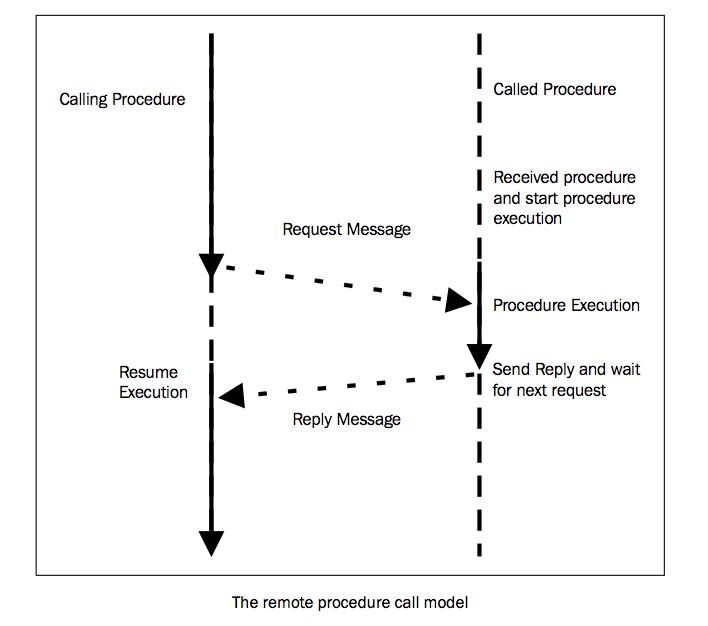 Calling Procedure
Called Procedure
Received procedure
and start procedure
execution
Request Message
Procedure Execution
Resume
Execution
Send Reply and wait
for next request
Reply Message
The remote procedure call model